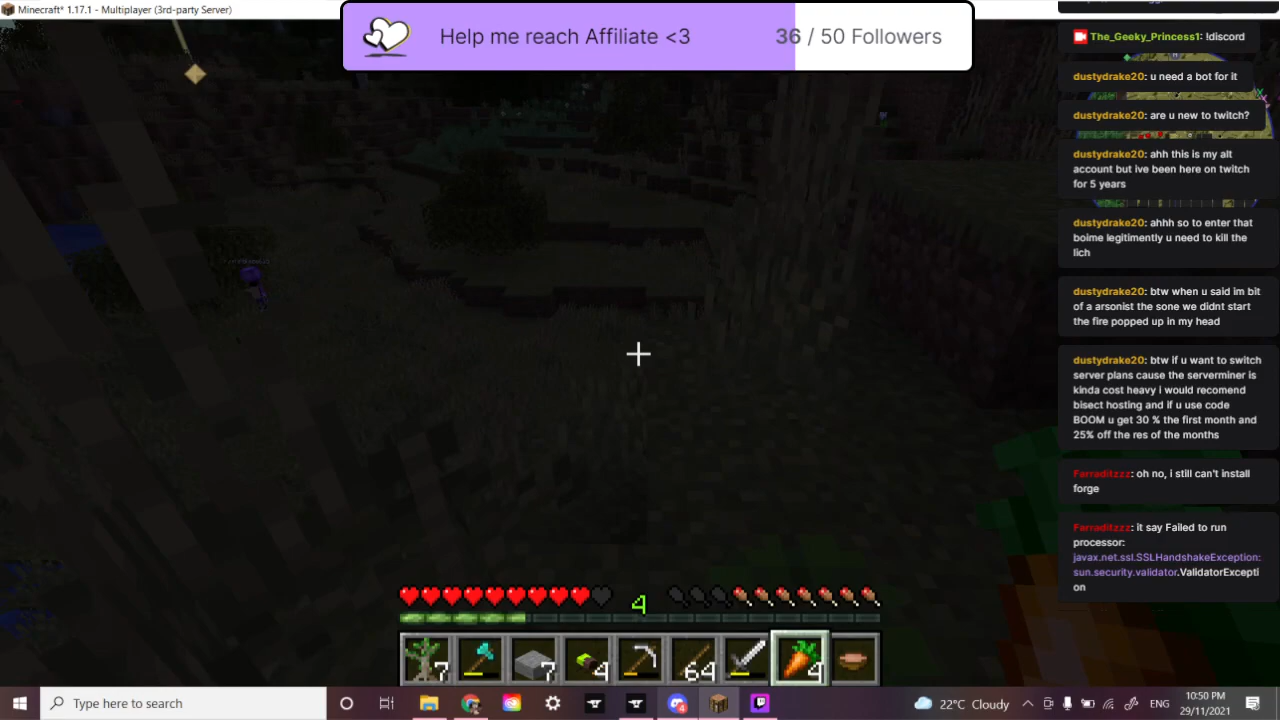 Minecraft* 1.17.1 - Multiplayer (3rd-party Server)
Help me reach Affiliate <3
36 / 50 Followers
The_Geeky_Princess1: !discord
dustydrake20: u need a bot for it
dustydrake20: are u new to twitch?
dustydrake20: ahh this is my alt
account but ive been here on twitch
for 5 years
dustydrake20: ahhh so to enter that
boime legitimently u need to kill the
lich
dustydrake20: btw when u said im bit
of a arsonist the sone we didnt start
the fire popped up in my head
dustydrake20: btw if u want to switch
server plans cause the serverminer is
kinda cost heavy i would recomend
bisect hosting and if u use code
BOOM u get 30 % the first month and
25% off the res of the months
Farraditzzz: oh no, i still can't install
forge
Farraditzzz: it say Failed to run
processor:
javax.net.ssl.SSLHandshakeException:
sun.security.validator.ValidatorExcepti
on
4
7
7
4
64
4
Type here to search
22°C Cloudy
ENG
10:50 PM
29/11/2021